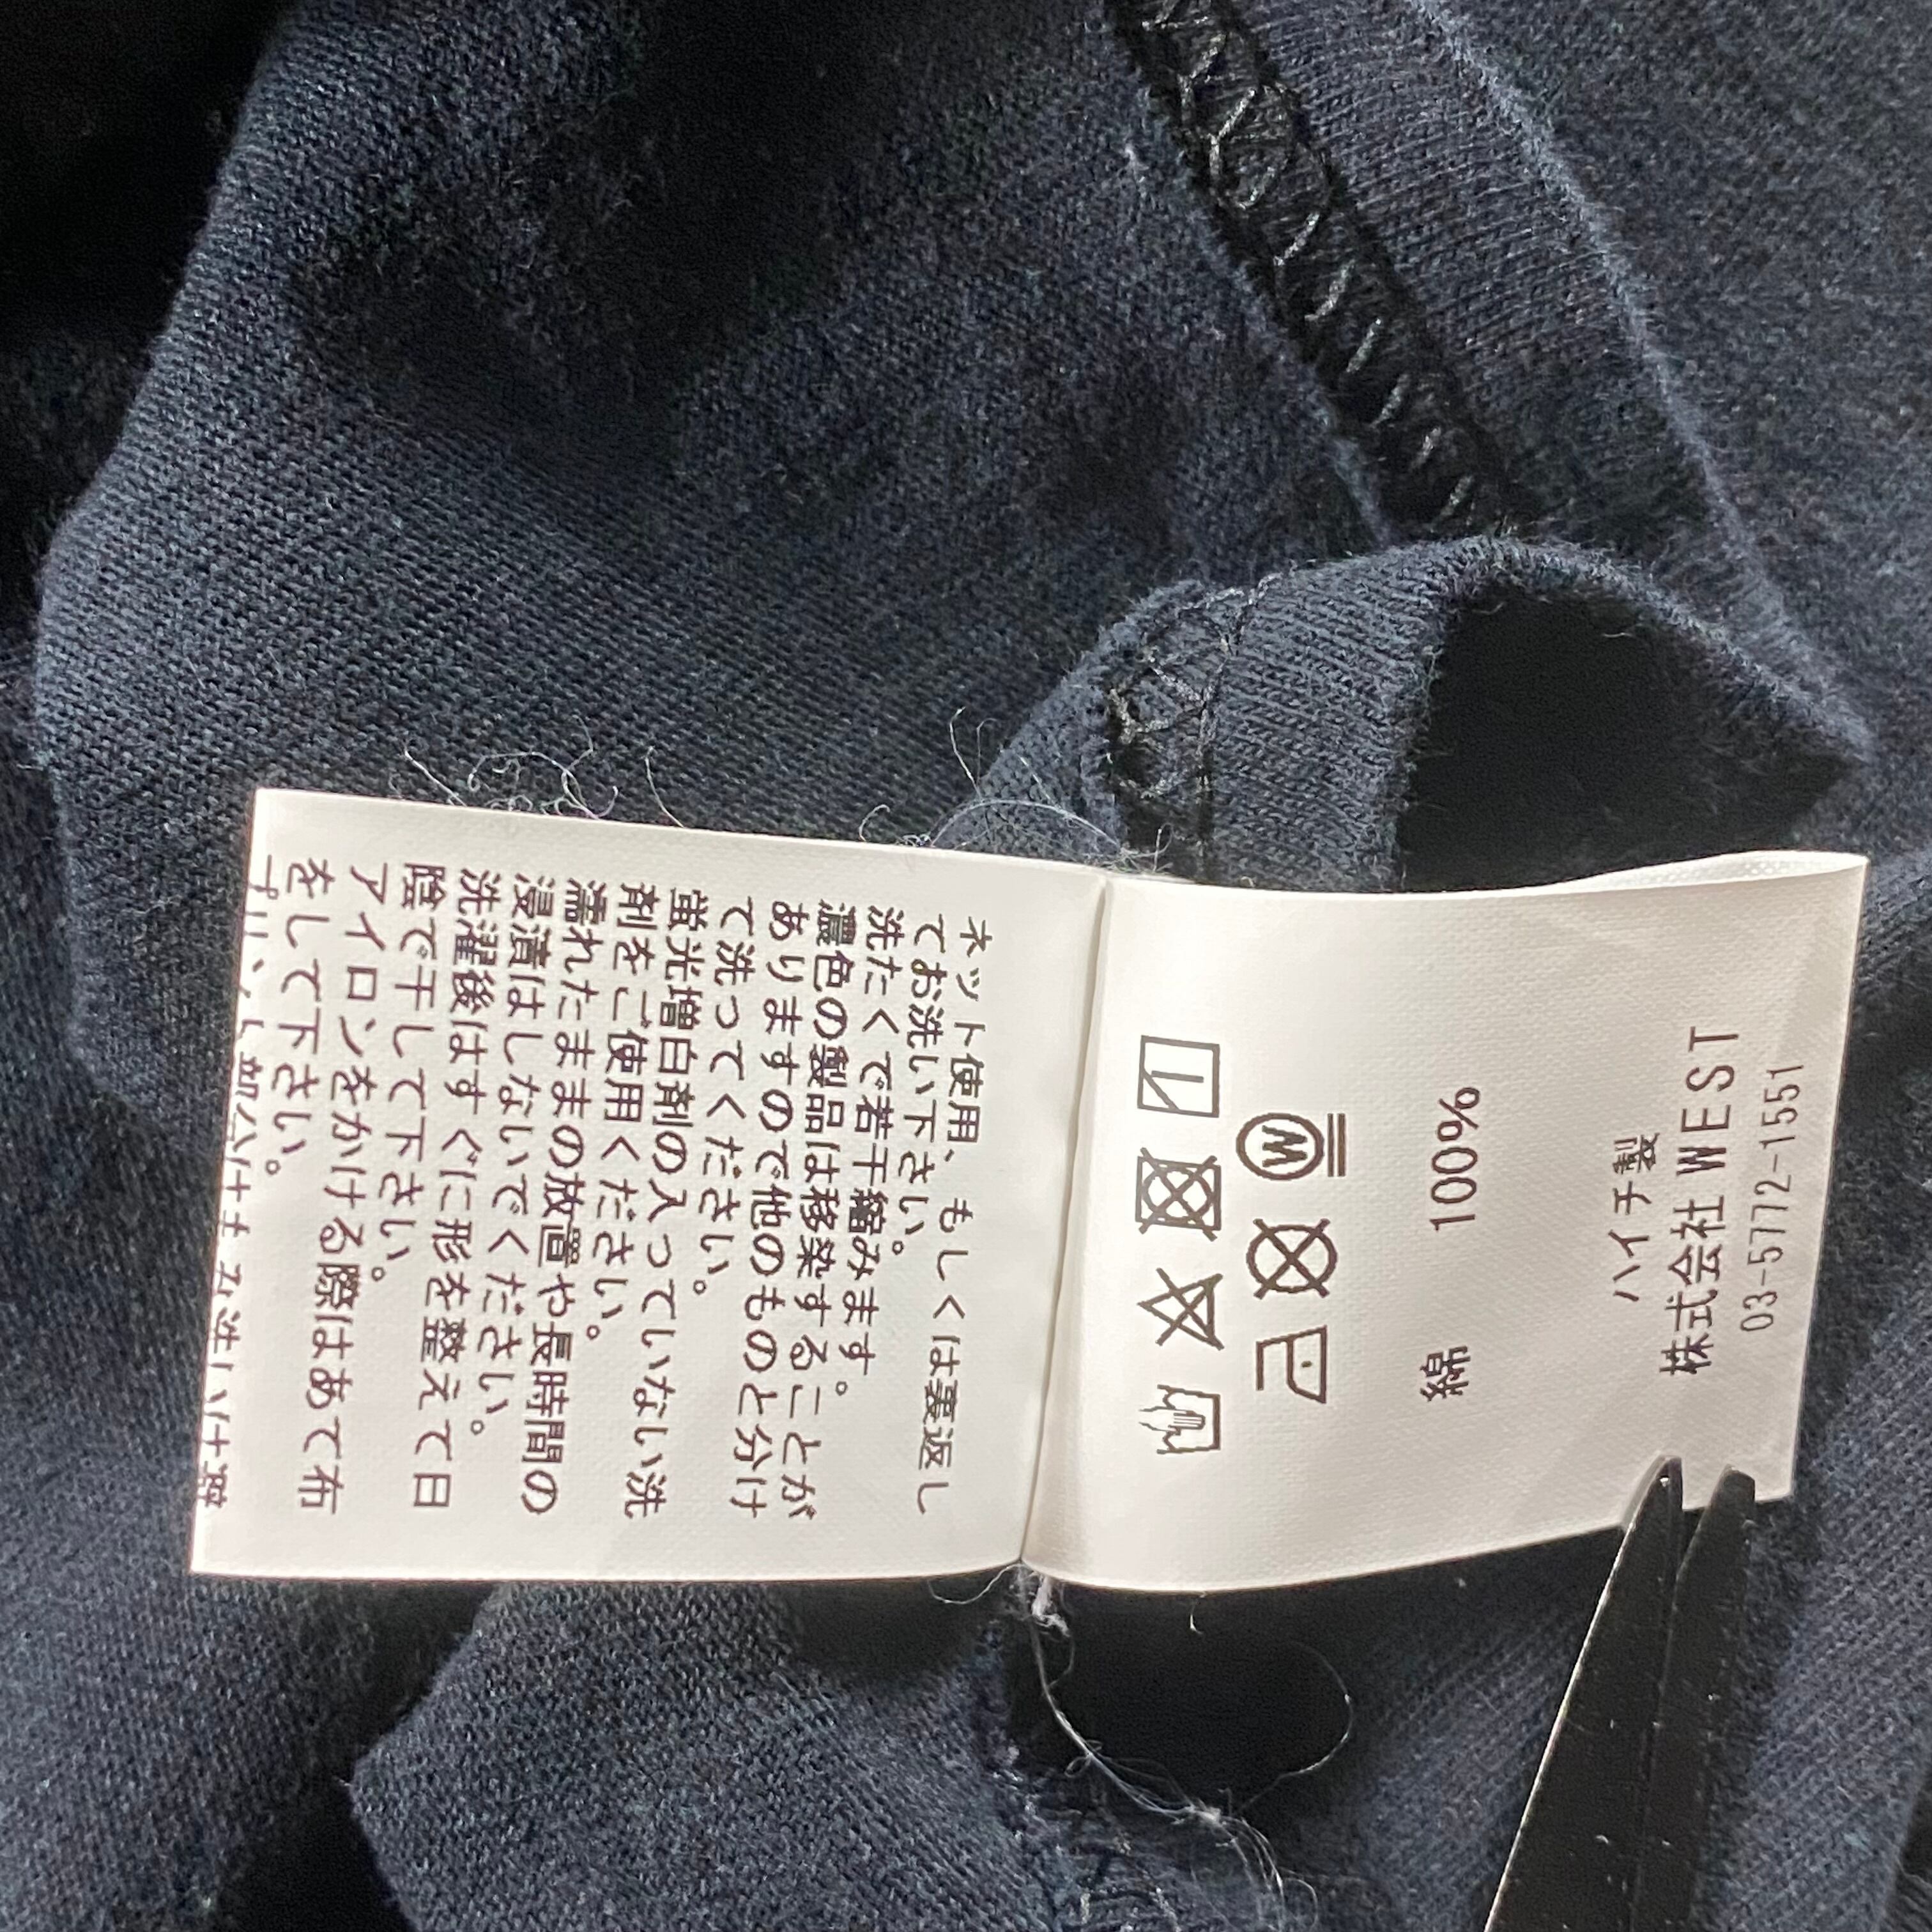 綿 100%
ハイチ製
株式会社 WEST
03-5772-1551
ネット使用、もしくは裏返し
てお洗い下さい。
洗たくで若干縮みます。
濃色の製品は移染することが
ありますので他のものと分け
て洗ってください。
蛍光増白剤の入っていない洗
剤をご使用ください。
濡れたままの放置や長時間の
浸漬はしないでください。
洗濯後はすぐに形を整えて日
陰で干して下さい。
アイロンをかける際はあて布
をして下さい。